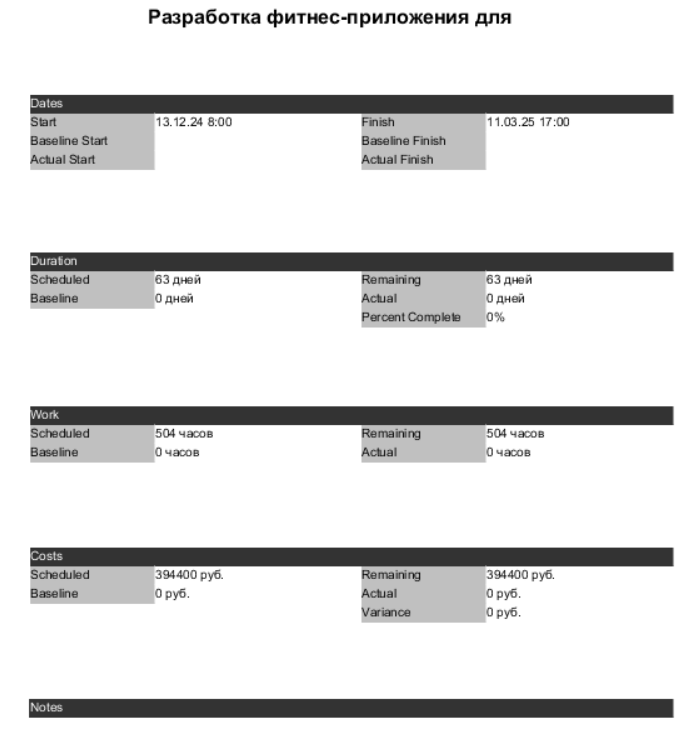 Разработка фитнес-приложения для
Dates
Start 13.12.24 8:00 Finish 11.03.25 17:00
Baseline Start Baseline Finish
Actual Start Actual Finish
Duration
Scheduled 63 дней Remaining 63 дней
Baseline 0 дней Actual 0 дней
Percent Complete 0%
Work
Scheduled 504 часов Remaining 504 часов
Baseline 0 часов Actual 0 часов
Costs
Scheduled 394400 руб. Remaining 394400 руб.
Baseline 0 руб. Actual 0 руб.
Variance 0 руб.
Notes